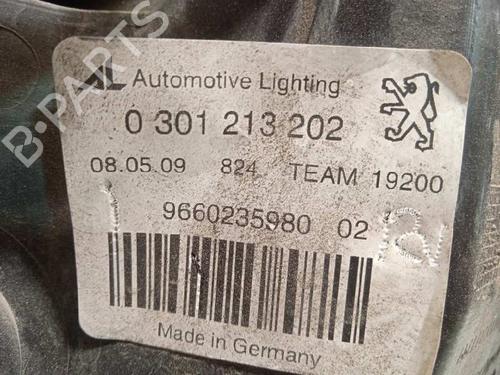 AL Automotive Lighting
0 301 213 202
08.05.09 824 TEAM 19200
9660235980 02
Made in Germany
B-PARTS